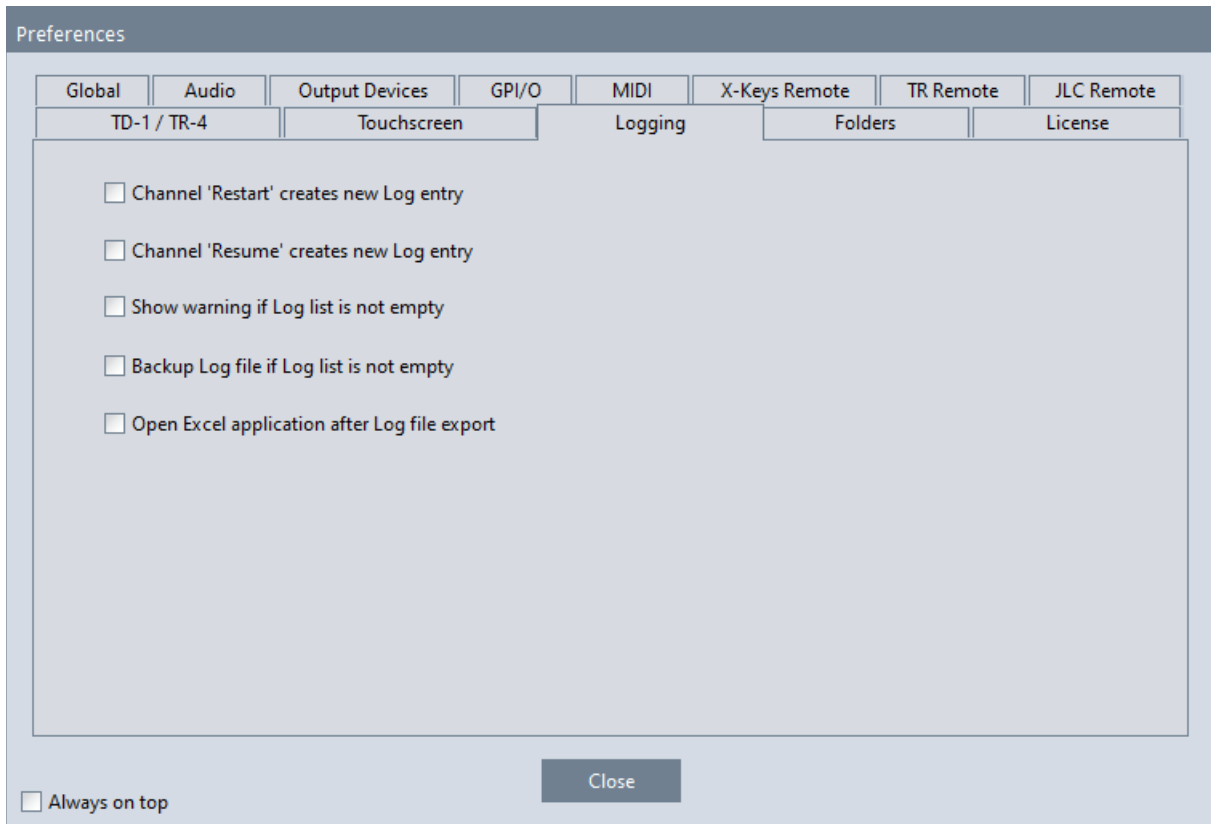 Preferences
Global Audio Output Devices GPI/O MIDI X-Keys Remote TR Remote JLC Remote
TD-1 / TR-4 Touchscreen Logging Folders License
Channel 'Restart' creates new Log entry
Channel 'Resume' creates new Log entry
Show warning if Log list is not empty
Backup Log file if Log list is not empty
Open Excel application after Log file export
Close
Always on top